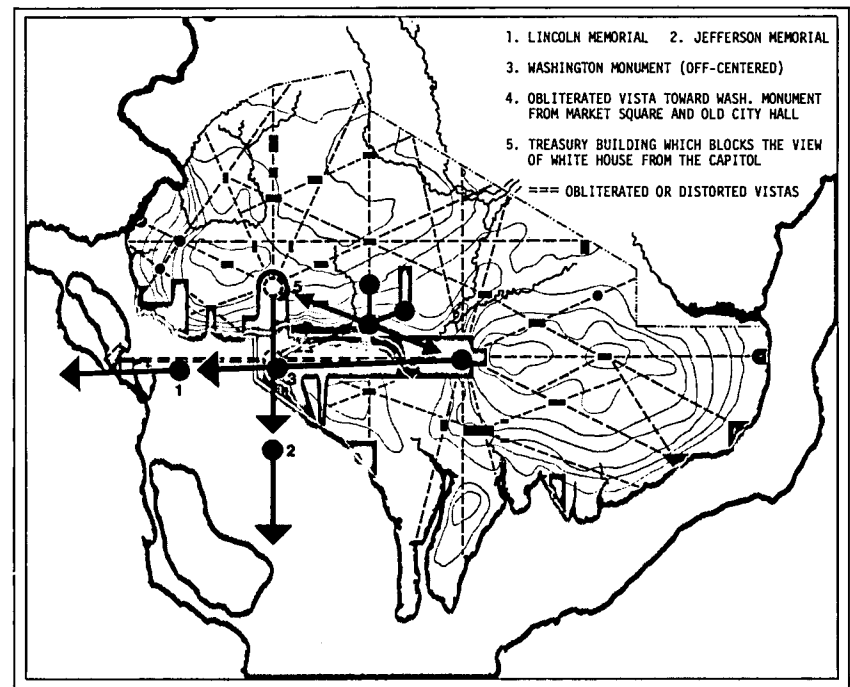 1. LINCOLN MEMORIAL 2. JEFFERSON MEMORIAL
3. WASHINGTON MONUMENT (OFF-CENTERED)
4. OBLITERATED VISTA TOWARD WASH. MONUMENT
FROM MARKET SQUARE AND OLD CITY HALL
5. TREASURY BUILDING WHICH BLOCKS THE VIEW
OF WHITE HOUSE FROM THE CAPITOL
=== OBLITERATED OR DISTORTED VISTAS
5
3
1
2